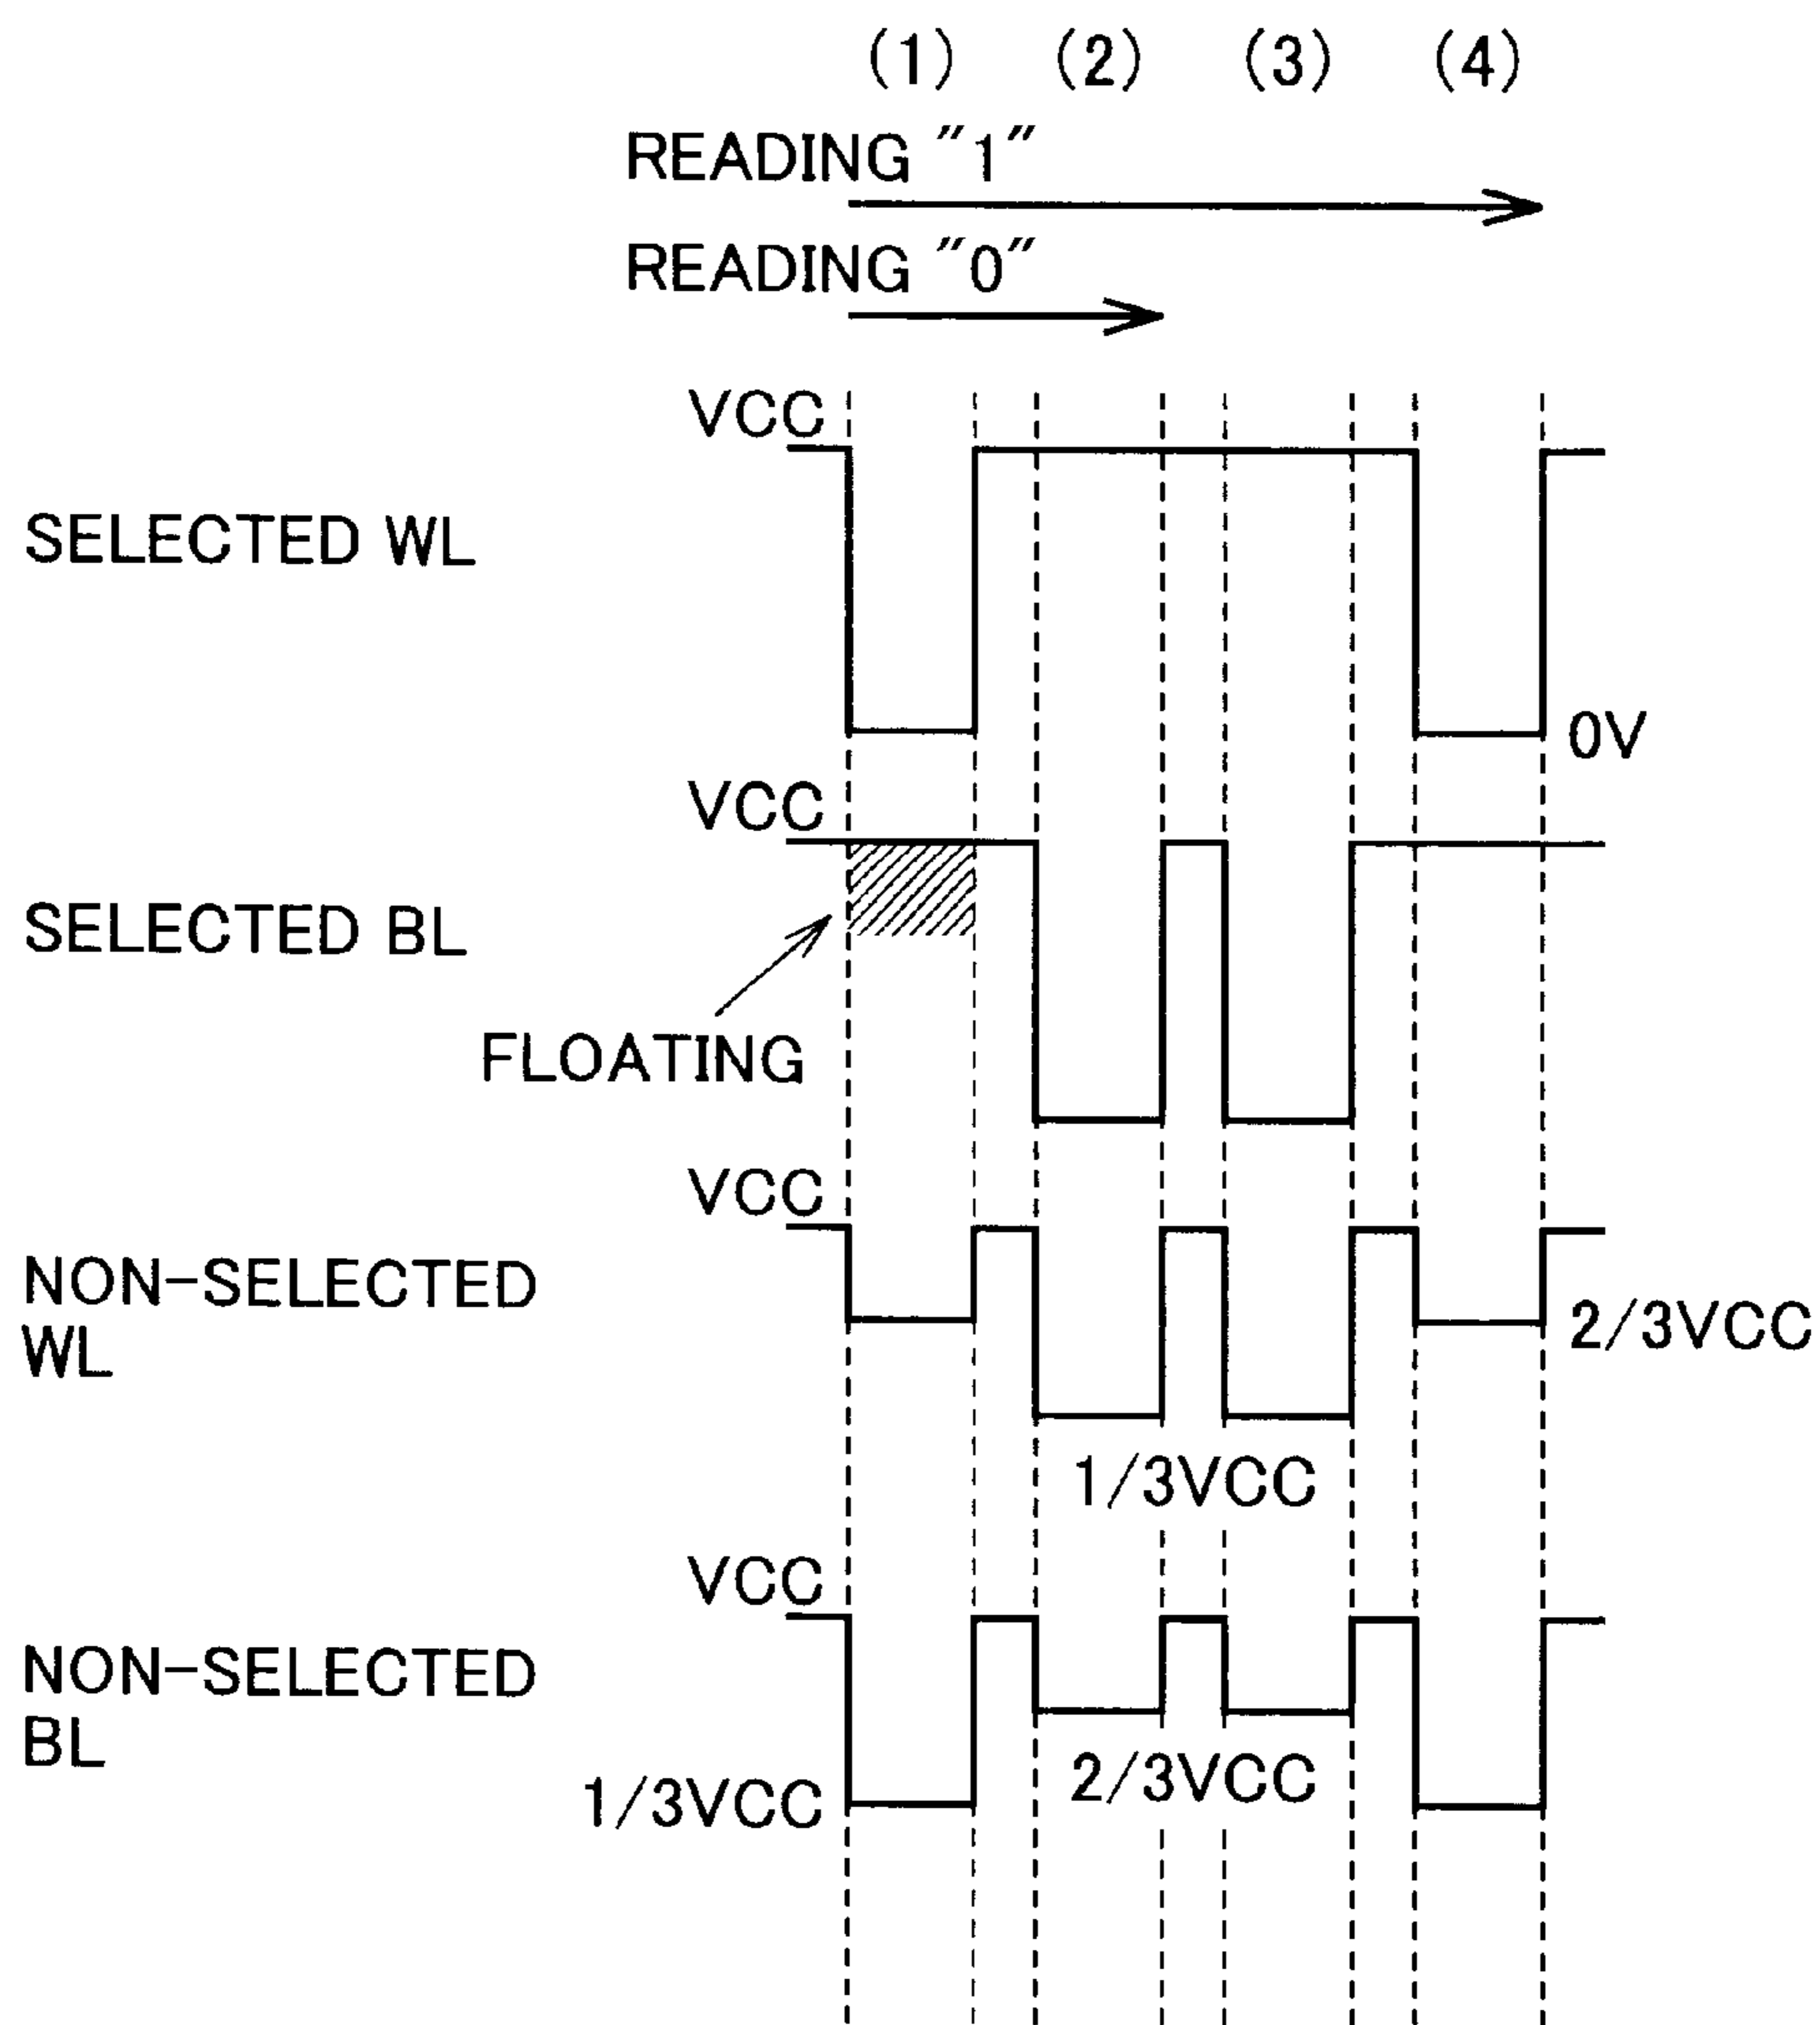 (1) (2) (3) (4)
READING "1"
READING "0"
VCC
SELECTED WL
0V
VCC
SELECTED BL
FLOATING
VCC
NON-SELECTED
WL
2/3VCC
1/3VCC
VCC
NON-SELECTED
BL
2/3VCC
1/3VCC